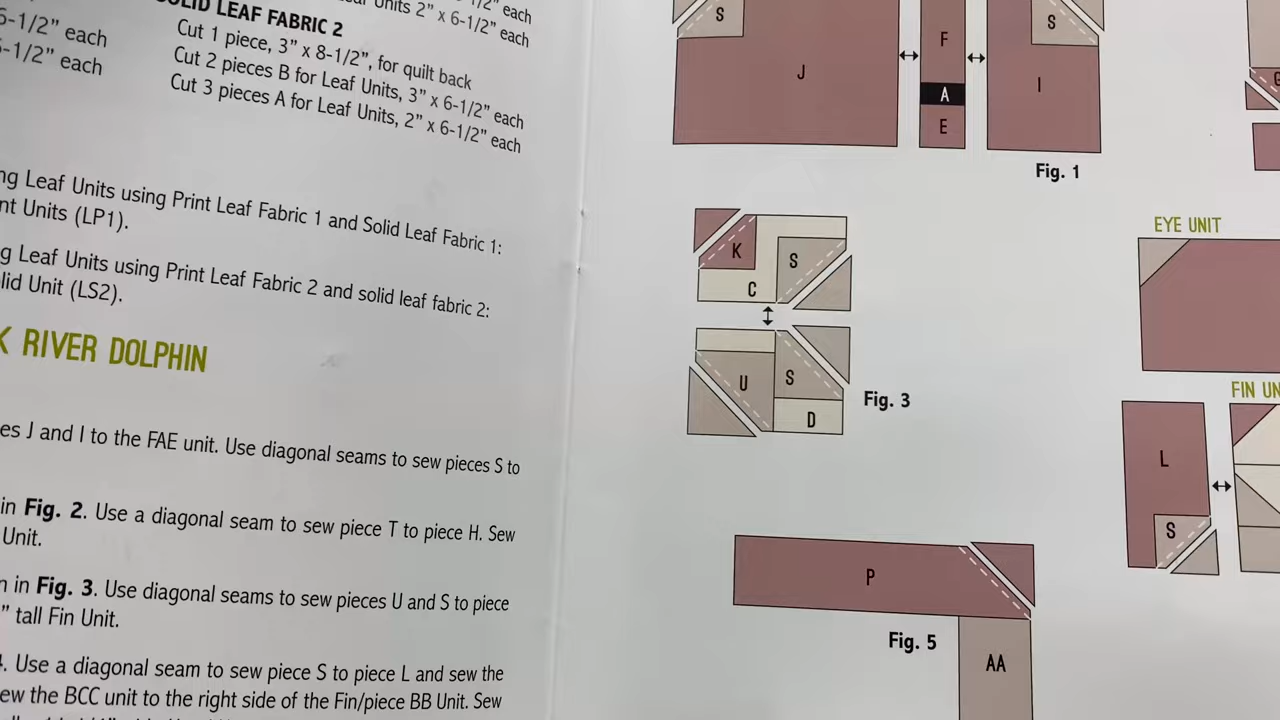 1/2" each
Units 2" x 6-1/2" each
SOLID LEAF FABRIC 2
Cut 1 piece, 3" x 8-1/2", for quilt back
Cut 2 pieces B for Leaf Units, 3" x 6-1/2" each
Cut 3 pieces A for Leaf Units, 2" x 6-1/2" each
6-1/2" each
-1/2" each
ng Leaf Units using Print Leaf Fabric 1 and Solid Leaf Fabric 1:
nt Units (LP1).
g Leaf Units using Print Leaf Fabric 2 and solid leaf fabric 2:
lid Unit (LS2).
K RIVER DOLPHIN
es J and I to the FAE unit. Use diagonal seams to sew pieces S to
in Fig. 2. Use a diagonal seam to sew piece T to piece H. Sew
Unit.
n in Fig. 3. Use diagonal seams to sew pieces U and S to piece
" tall Fin Unit.
4. Use a diagonal seam to sew piece S to piece L and sew the
ew the BCC unit to the right side of the Fin/piece BB Unit. Sew
S
J
F
A
E
S
I
G
Fig. 1
K
S
C
U
S
D
Fig. 3
EYE UNIT
FIN UN
L
S
P
Fig. 5
AA